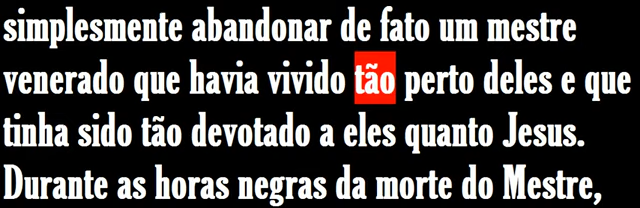 simplesmente abandonar de fato um mestre
venerado que havia vivido tão perto deles e que
tinha sido tão devotado a eles quanto Jesus.
Durante as horas negras da morte do Mestre,